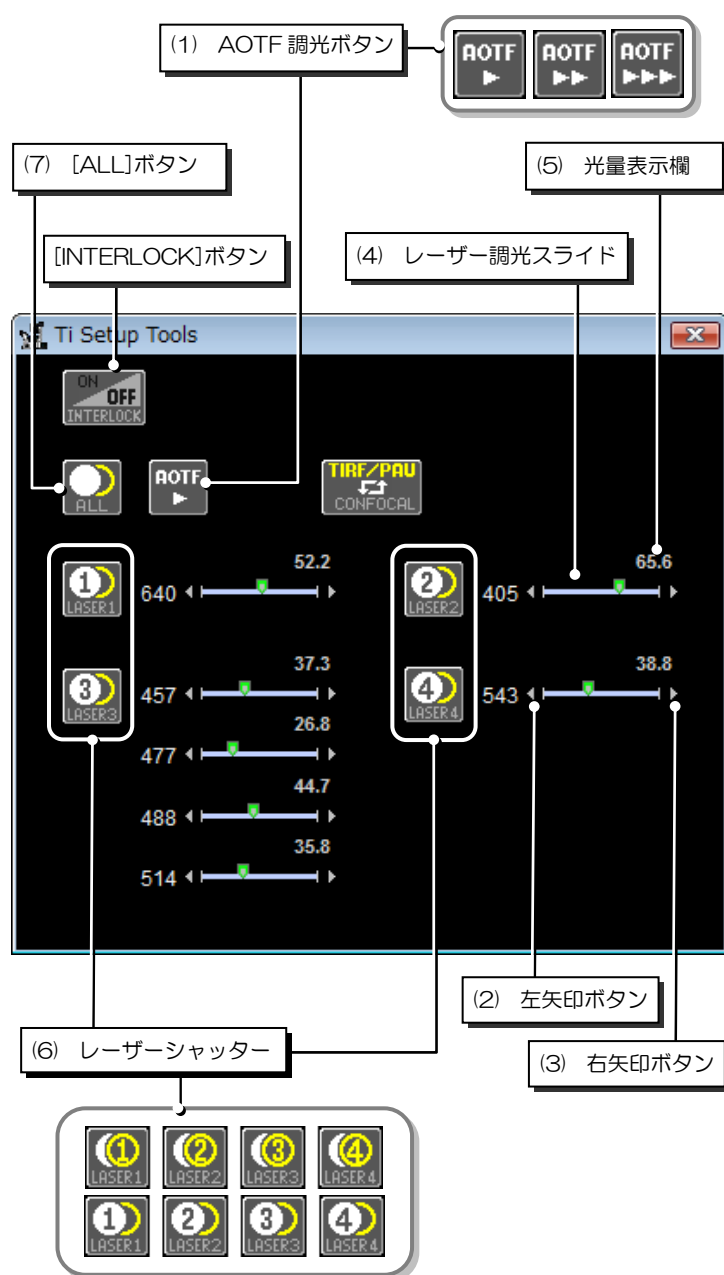 (1) AOTF 調光ボタン
AOTF
AOTF
AOTF
(7) [ALL]ボタン
(5) 光量表示欄
[INTERLOCK]ボタン
(4) レーザー調光スライド
Ti Setup Tools
ON
OFF
INTERLOCK
ALL
AOTF
TIRF/PAU
CONFOCAL
1
LASER1
640
52.2
2
LASER2
405
65.6
3
LASER3
457
37.3
4
LASER4
543
38.8
477
26.8
488
44.7
514
35.8
(2) 左矢印ボタン
(6) レーザーシャッター
(3) 右矢印ボタン
1
LASER1
2
LASER2
3
LASER3
4
LASER4
1
LASER1
2
LASER2
3
LASER3
4
LASER4